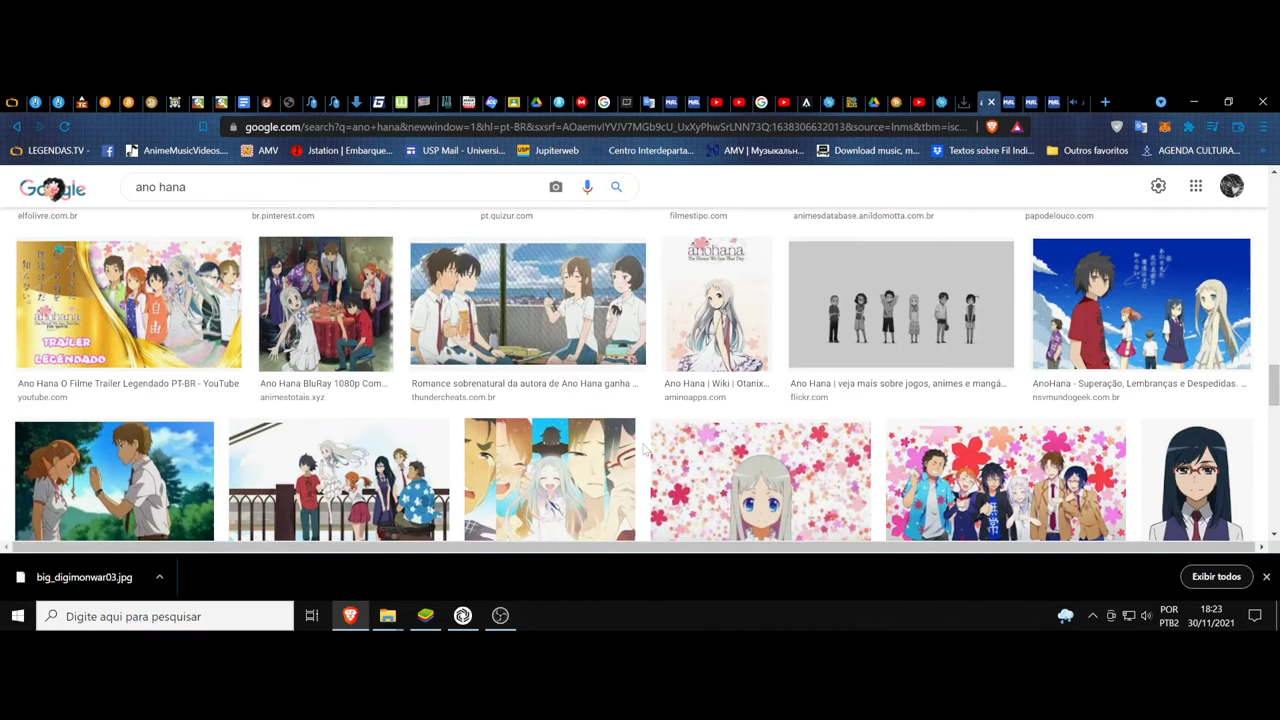 google.com/search?q=ano+hana&newwindow=1&hl=pt-BR&sxsrf=AOaemvIYVJV7MGb9cU_UxXyPhwSrLNN73Q:1638306632013&source=lnms&tbm=isc...
LEGENDAS.TV
AnimeMusicVideos....
AMV
Jstation | Embarque...
USP Mail - Universi...
Jupiterweb
Centro Interdeparta...
AMV | Музыкальн...
Download music, m...
Textos sobre Fil Indi...
Outros favoritos
AGENDA CULTURA...
ano hana
elfolivre.com.br
br.pinterest.com
pt.quizur.com
filmestipo.com
animesdatabase.anildomotta.com.br
papodelouco.com
TRAILER
LEGENDADO
自由
anohana
Ano Hana O Filme Trailer Legendado PT-BR - YouTube
youtube.com
Ano Hana BluRay 1080p Com...
animestotais.xyz
Romance sobrenatural da autora de Ano Hana ganha ...
thundercheats.com.br
Ano Hana | Wiki | Otanix...
aminoapps.com
Ano Hana | veja mais sobre jogos, animes e mangá...
flickr.com
AnoHana - Superação, Lembranças e Despedidas. ...
nsvmundogeek.com.br
無常
big_digimonwar03.jpg
Exibir todos
Digite aqui para pesquisar
POR
PTB2
18:23
30/11/2021